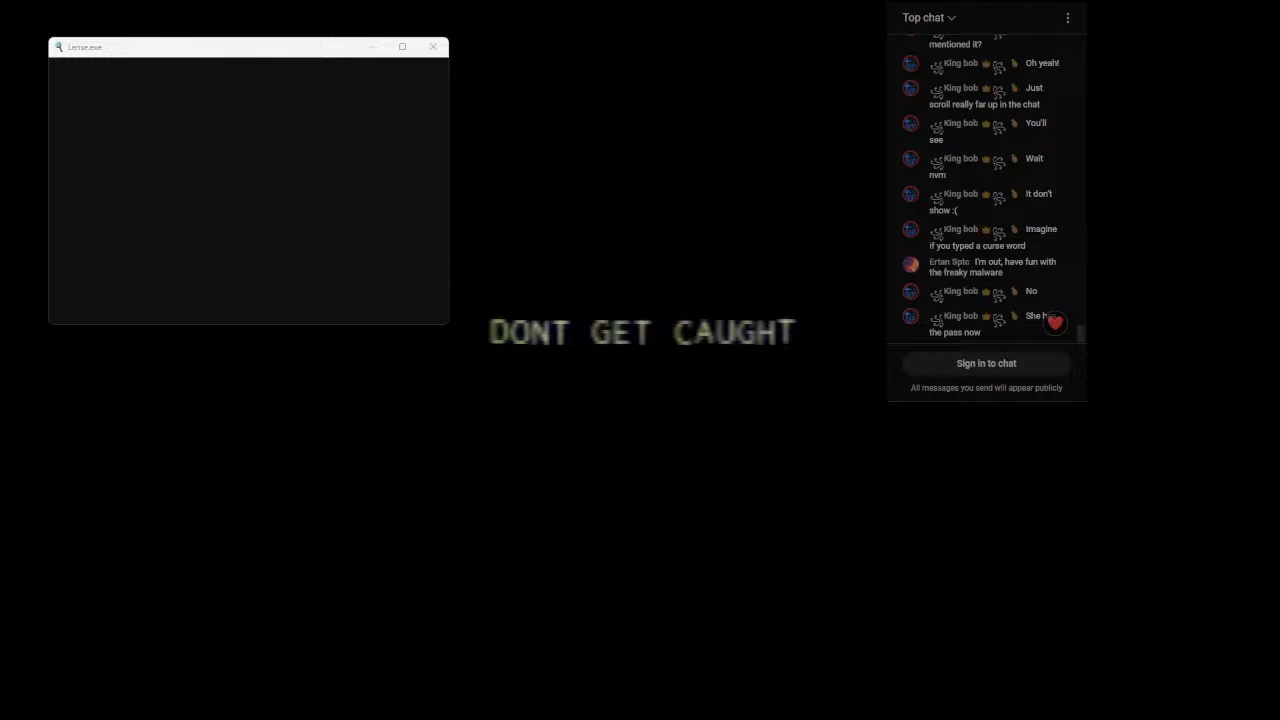 Lense.exe
DONT GET CAUGHT
Top chat
mentioned it?
King bob Oh yeah!
King bob Just
scroll really far up in the chat
King bob You'll
see
King bob Wait
nvm
King bob It don't
show :(
King bob Imagine
if you typed a curse word
Ertan Sptc I'm out, have fun with
the freaky malware
King bob No
King bob She
the pass now
Sign in to chat
All messages you send will appear publicly